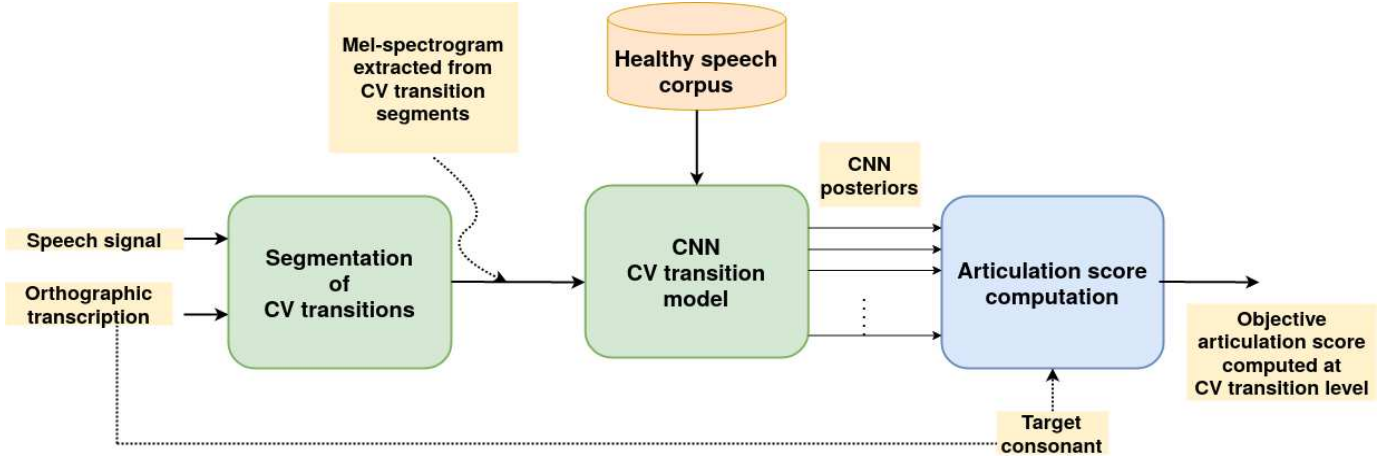 Mel-spectrogram
extracted from
CV transition
segments
Healthy speech
corpus
CNN
posteriors
Speech signal
Orthographic
transcription
Segmentation
of
CV transitions
CNN
CV transition
model
Articulation score
computation
Objective
articulation score
computed at
CV transition level
Target
consonant